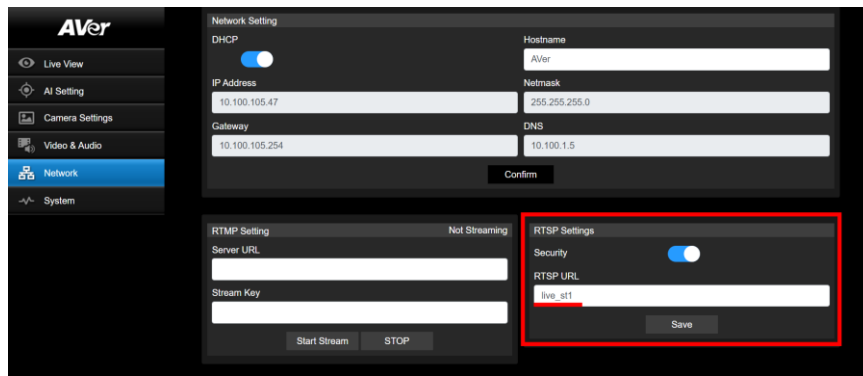 AVer
Live View
AI Setting
Camera Settings
Video & Audio
Network
System
Network Setting
DHCP
Hostname
AVer
IP Address
Netmask
10.100.105.47
255.255.255.0
Gateway
DNS
10.100.105.254
10.100.1.5
Confirm
RTMP Setting
Not Streaming
Server URL
Stream Key
Start Stream
STOP
RTSP Settings
Security
RTSP URL
live_st1
Save